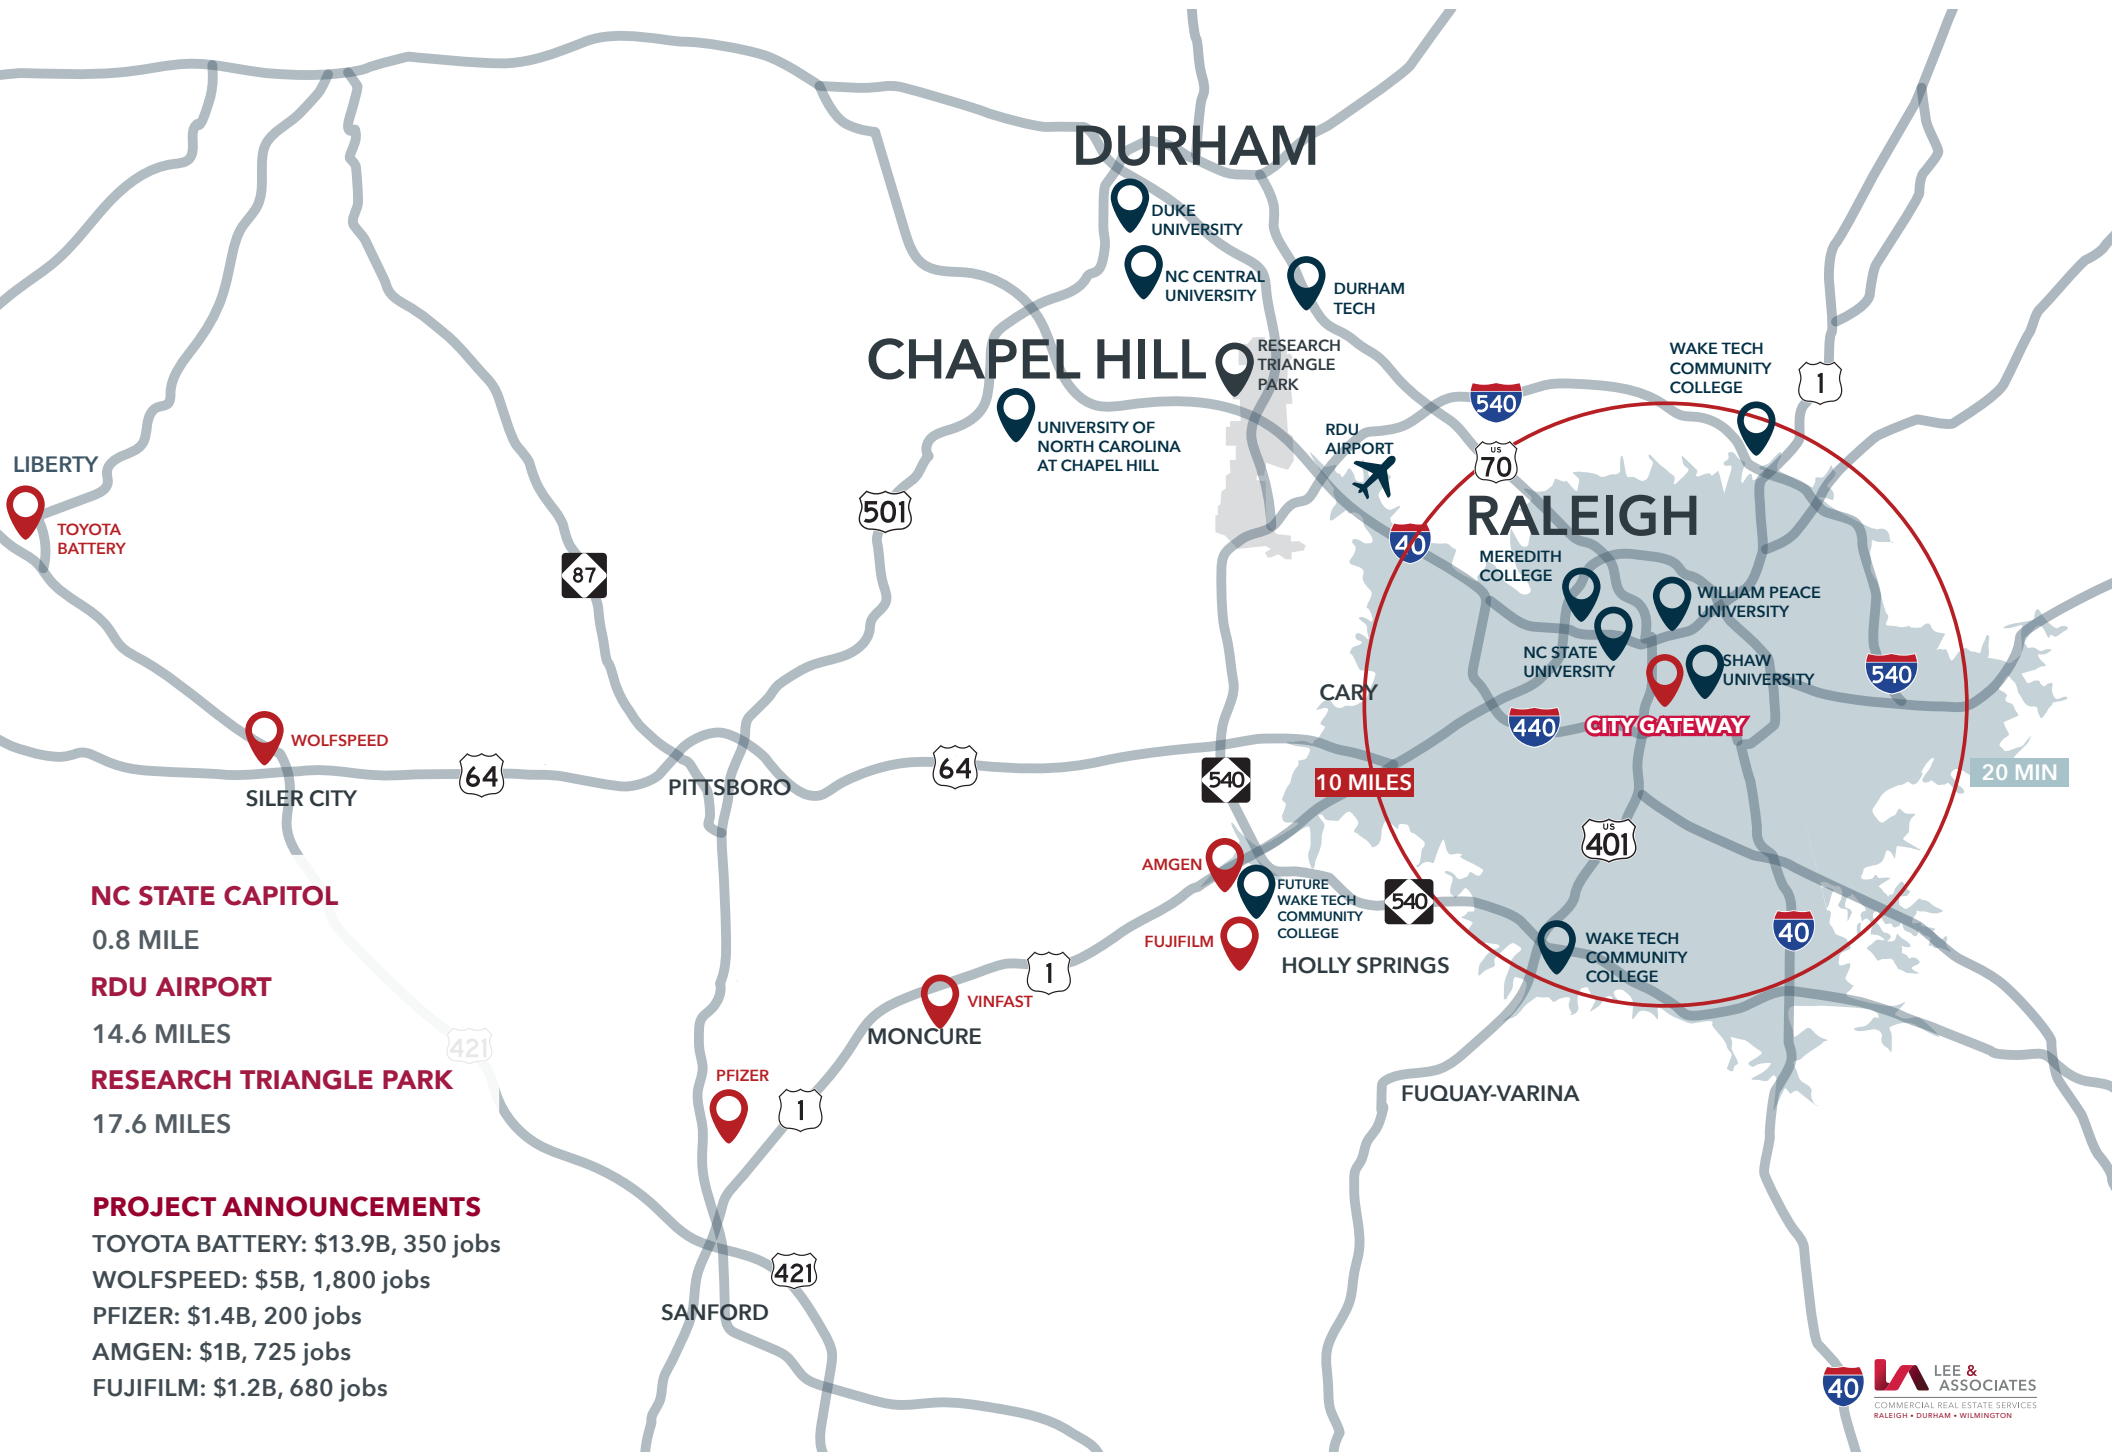 DURHAM
DUKE
UNIVERSITY
NC CENTRAL
UNIVERSITY
DURHAM
TECH
CHAPEL HILL
RESEARCH
TRIANGLE
PARK
WAKE TECH
COMMUNITY
COLLEGE
1
540
UNIVERSITY OF
NORTH CAROLINA
AT CHAPEL HILL
RDU
AIRPORT
US
70
LIBERTY
TOYOTA
BATTERY
501
RALEIGH
40
MEREDITH
COLLEGE
87
WILLIAM PEACE
UNIVERSITY
NC STATE
UNIVERSITY
SHAW
UNIVERSITY
540
CARY
440
CITY GATEWAY
WOLFSPEED
64
64
SILER CITY
PITTSBORO
540
10 MILES
20 MIN
US
401
AMGEN
FUTURE
WAKE TECH
COMMUNITY
COLLEGE
540
FUJIFILM
HOLLY SPRINGS
WAKE TECH
COMMUNITY
COLLEGE
40
1
VINFAST
MONCURE
NC STATE CAPITOL
0.8 MILE
RDU AIRPORT
14.6 MILES
421
RESEARCH TRIANGLE PARK
17.6 MILES
PFIZER
1
FUQUAY-VARINA
PROJECT ANNOUNCEMENTS
TOYOTA BATTERY: $13.9B, 350 jobs
WOLFSPEED: $5B, 1,800 jobs
PFIZER: $1.4B, 200 jobs
AMGEN: $1B, 725 jobs
FUJIFILM: $1.2B, 680 jobs
421
SANFORD
40
LEE &
ASSOCIATES
COMMERCIAL REAL ESTATE SERVICES
RALEIGH • DURHAM • WILMINGTON